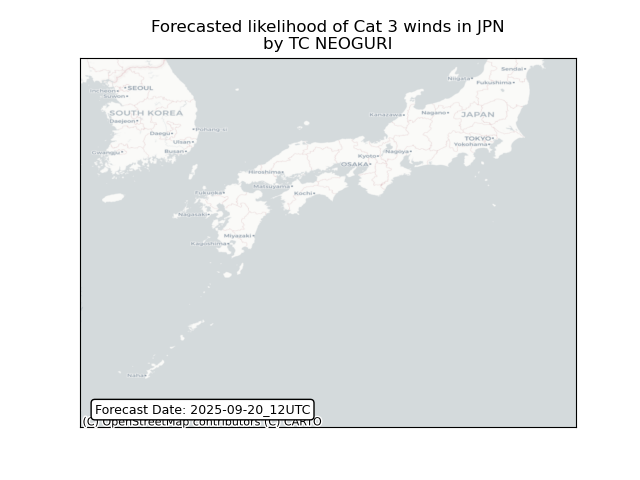 Forecasted likelihood of Cat 3 winds in JPN
by TC NEOGURI
Niigata
Sendai
Fukushima
Incheon
SEOUL
Suwon
SOUTH KOREA
Daejeon
Kanazawa
Nagano
JAPAN
Pohang-si
Daegu
TOKYO
Ulsan
Yokohama
Gwangju
Busan
Kyoto
Nagoya
OSAKA
Hiroshima
Matsuyama
Fukuoka
Kochi
Nagasaki
Miyazaki
Kagoshima
Naha
Forecast Date: 2025-09-20_12UTC
(C) OpenStreetMap contributors (C) CARTO